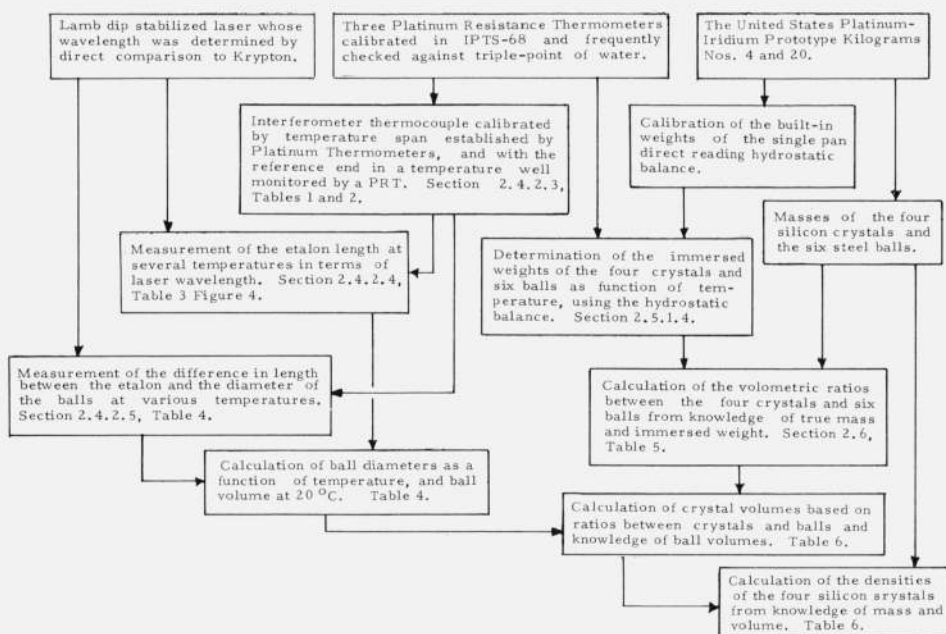 Lamb dip stabilized laser whose
wavelength was determined by
direct comparison to Krypton.
Three Platinum Resistance Thermometers
calibrated in IPTS-68 and frequently
checked against triple-point of water.
The United States Platinum-
Iridium Prototype Kilograms
Nos. 4 and 20.
Interferometer thermocouple calibrated
by temperature span established by
Platinum Thermometers, and with the
reference end in a temperature well
monitored by a PRT. Section 2.4.2.3,
Tables 1 and 2.
Calibration of the built-in
weights of the single pan
direct reading hydrostatic
balance.
Masses of the four
silicon crystals and
the six steel balls.
Measurement of the etalon length at
several temperatures in terms of
laser wavelength. Section 2.4.2.4,
Table 3 Figure 4.
Determination of the immersed
weights of the four crystals and
six balls as function of tem-
perature, using the hydrostatic
balance. Section 2.5.1.4.
Measurement of the difference in length
between the etalon and the diameter of
the balls at various temperatures.
Section 2.4.2.5, Table 4.
Calculation of the volometric ratios
between the four crystals and six
balls from knowledge of true mass
and immersed weight. Section 2.6,
Table 5.
Calculation of ball diameters as a
function of temperature, and ball
volume at 20 °C. Table 4.
Calculation of crystal volumes based on
ratios between crystals and balls and
knowledge of ball volumes. Table 6.
Calculation of the densities
of the four silicon srystals
from knowledge of mass and
volume. Table 6.